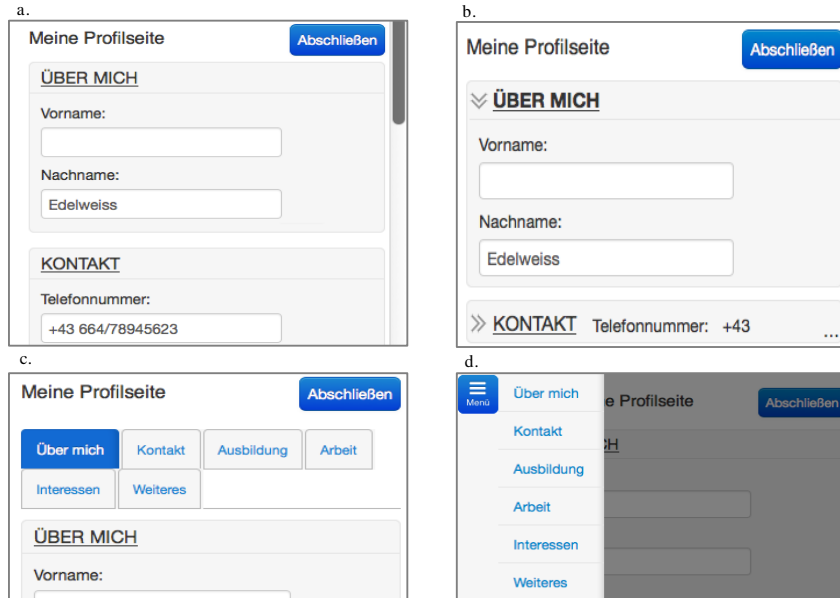 a.
Meine Profilseite Abschließen
ÜBER MICH
Vorname:
Nachname:
Edelweiss
KONTAKT
Telefonnummer:
+43 664/78945623
b.
Meine Profilseite Abschließen
ÜBER MICH
Vorname:
Nachname:
Edelweiss
KONTAKT Telefonnummer: +43 ...
c.
Meine Profilseite Abschließen
Über mich Kontakt Ausbildung Arbeit
Interessen Weiteres
ÜBER MICH
Vorname:
d.
Menü
Über mich
Kontakt
Ausbildung
Arbeit
Interessen
Weiteres
e Profilseite Abschließen
CH